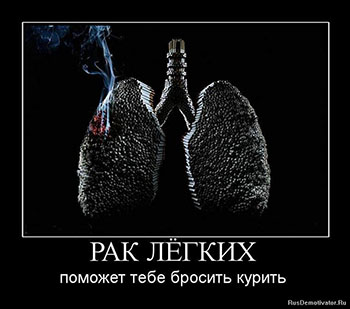 РАК ЛЁГКИХ
поможет тебе бросить курить
RusDemotivator.Ru